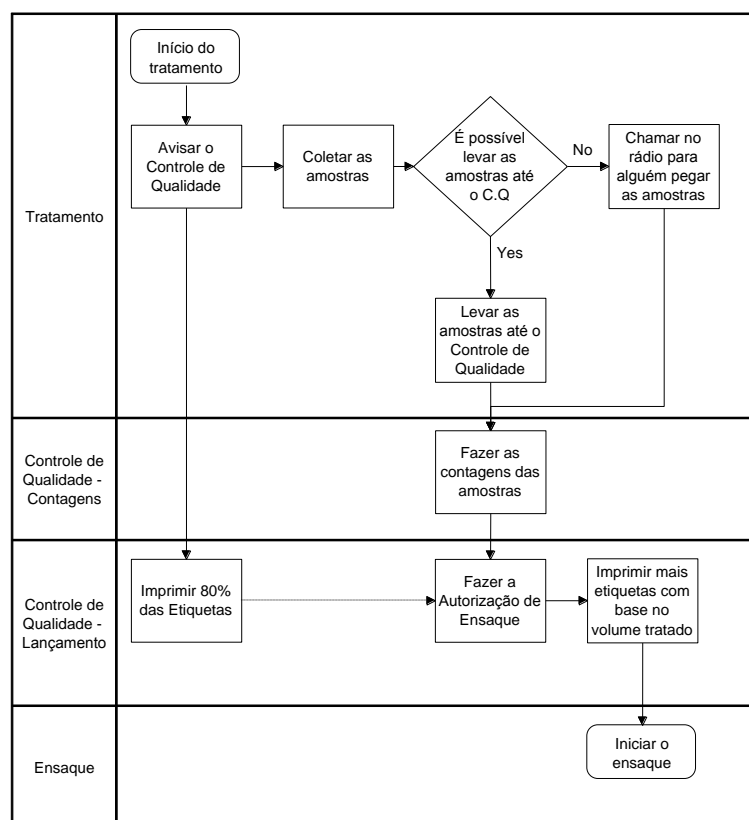 Início do
tratamento
Tratamento
Avisar o
Controle de
Qualidade
Coletar as
amostras
É possível
levar as
amostras até
o C.Q
No
Chamar no
rádio para
alguém pegar
as amostras
Yes
Levar as
amostras até o
Controle de
Qualidade
Controle de
Qualidade -
Contagens
Fazer as
contagens das
amostras
Controle de
Qualidade -
Lançamento
Imprimir 80%
das Etiquetas
Fazer a
Autorização de
Ensaque
Imprimir mais
etiquetas com
base no
volume tratado
Ensaque
Iniciar o
ensaque